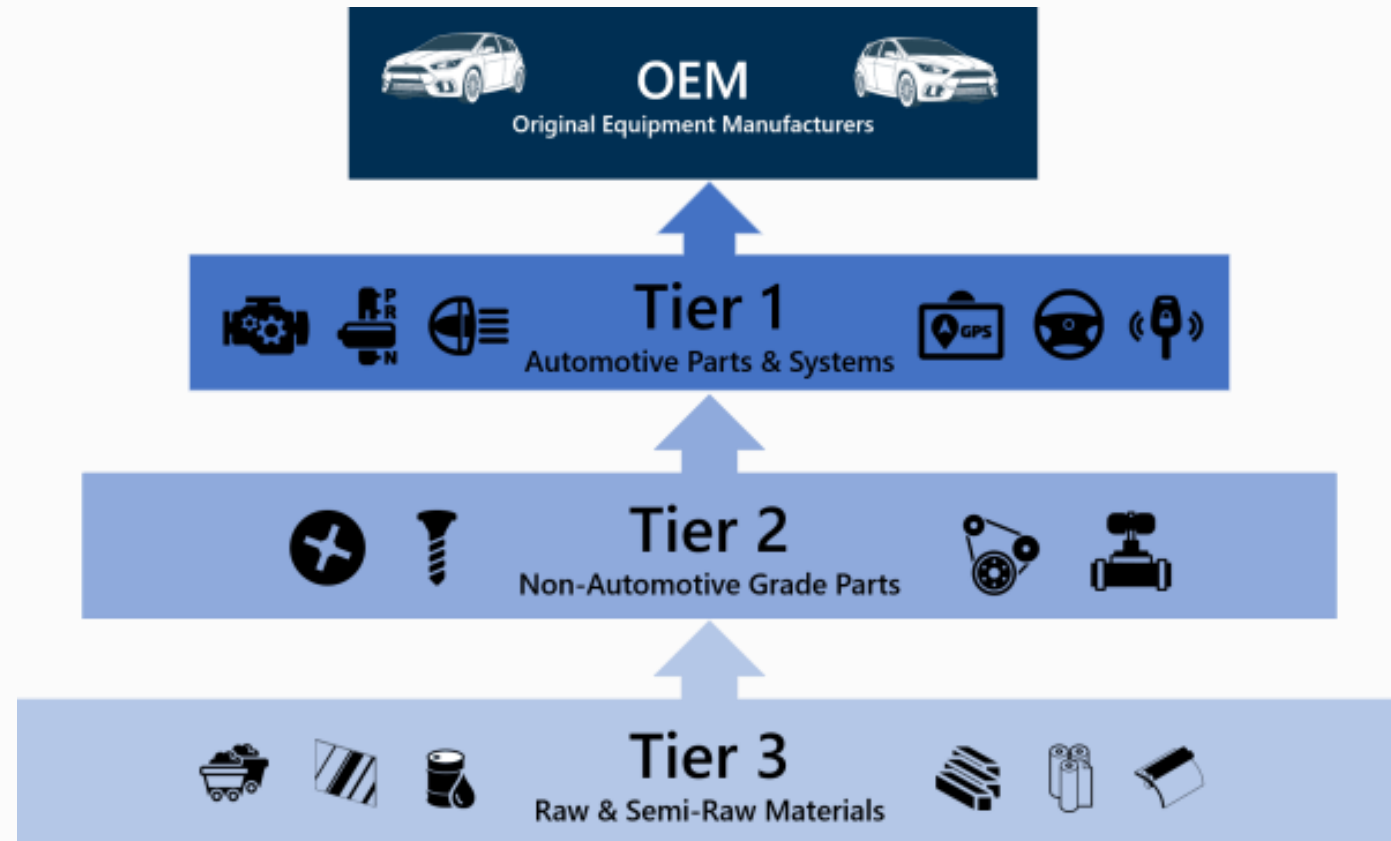 OEM
Original Equipment Manufacturers
P
R
N
Tier 1
Automotive Parts & Systems
A GPS
Tier 2
Non-Automotive Grade Parts
Tier 3
Raw & Semi-Raw Materials